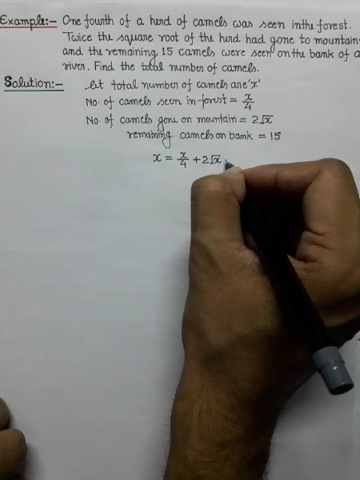 Example:- One fourth of a herd of camels was seen in the forest.
Twice the square root of the herd had gone to mountain
and the remaining 15 camels were seen on the bank of a
river. Find the total number of camels.
Solution:- let total number of camels are 'x'
No. of camels seen in forest = x/4
No. of camels gone on mountain = 2√x
remaining camels on bank = 15
x = x/4 + 2√x